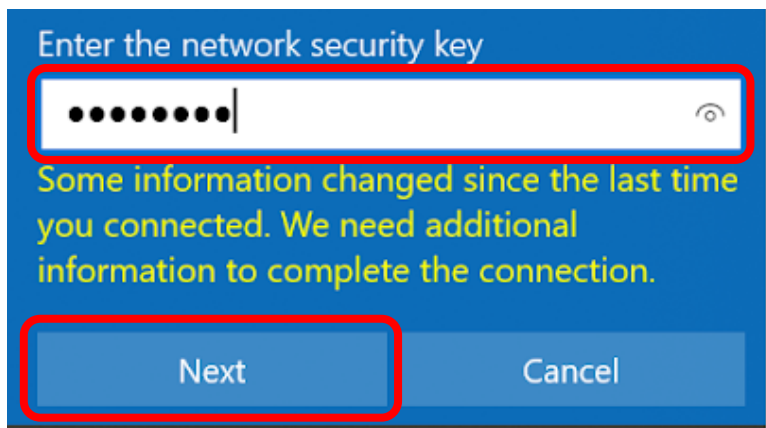 Enter the network security key
••••••••
Some information changed since the last time
you connected. We need additional
information to complete the connection.
Next
Cancel